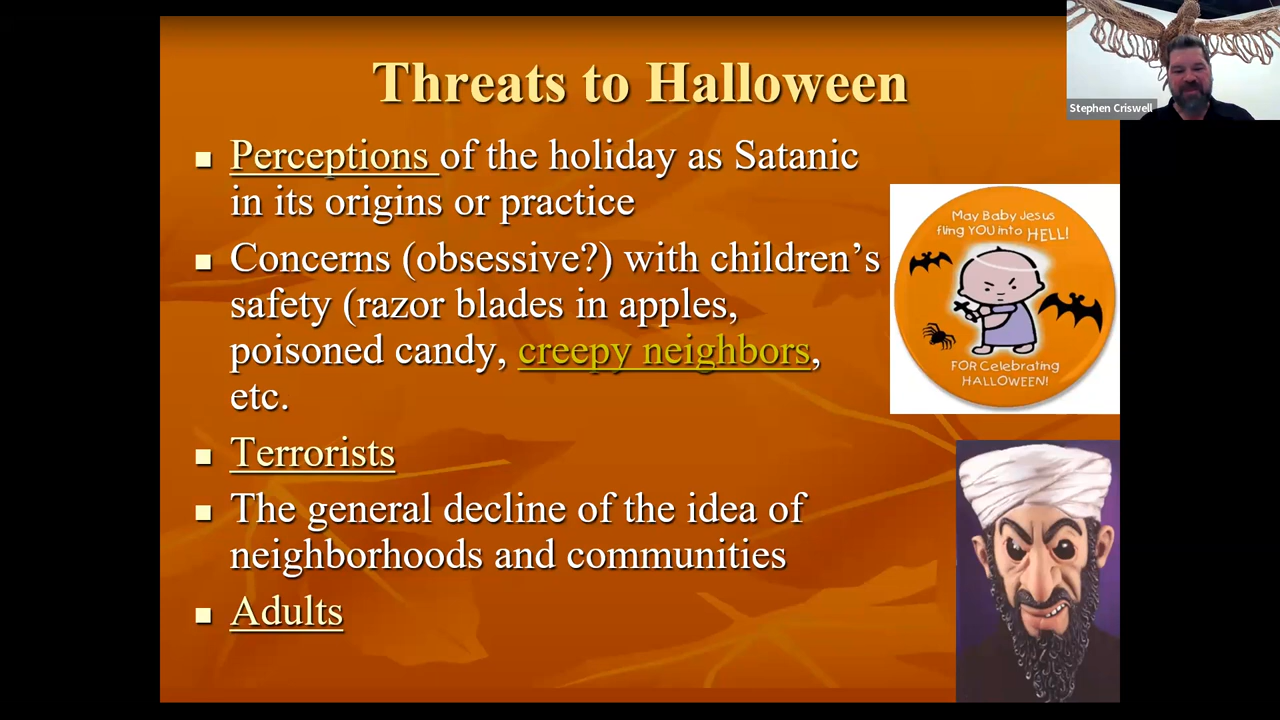 Threats to Halloween
Stephen Criswell
Perceptions of the holiday as Satanic
in its origins or practice
Concerns (obsessive?) with children’s
safety (razor blades in apples,
poisoned candy, creepy neighbors,
etc.
Terrorists
The general decline of the idea of
neighborhoods and communities
Adults
May Baby Jesus
fling YOU into HELL!
FOR Celebrating
HALLOWEEN!